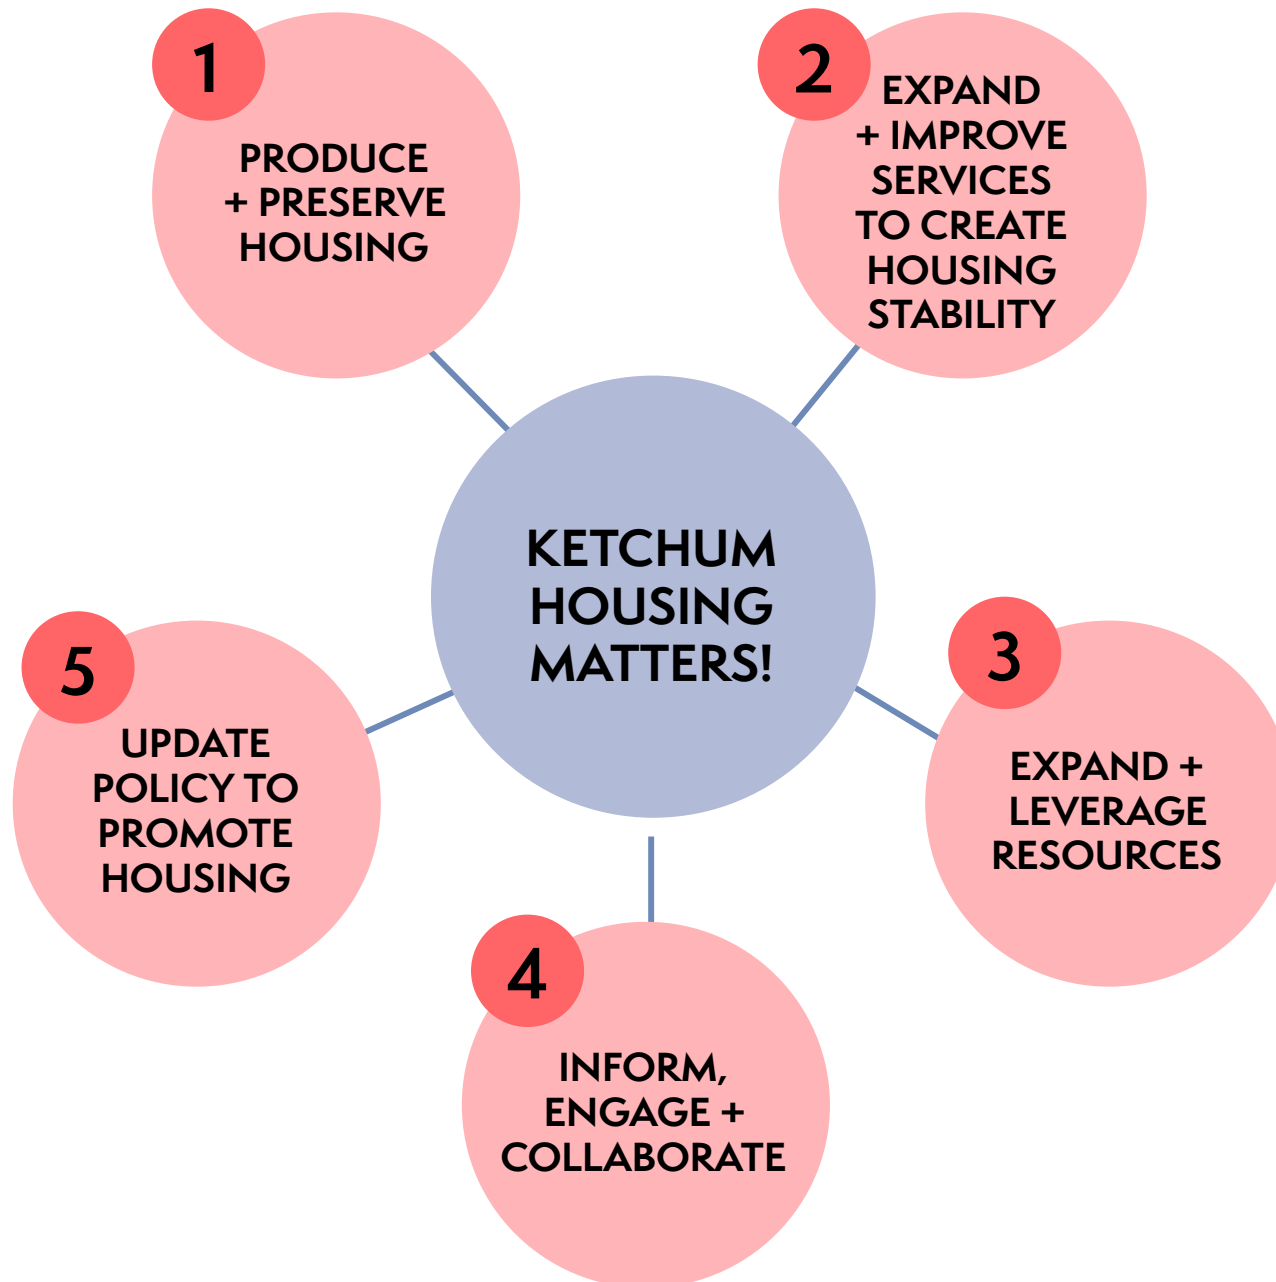 1
PRODUCE
+ PRESERVE
HOUSING
2
EXPAND
+ IMPROVE
SERVICES
TO CREATE
HOUSING
STABILITY
KETCHUM
HOUSING
MATTERS!
3
EXPAND +
LEVERAGE
RESOURCES
4
INFORM,
ENGAGE +
COLLABORATE
5
UPDATE
POLICY TO
PROMOTE
HOUSING